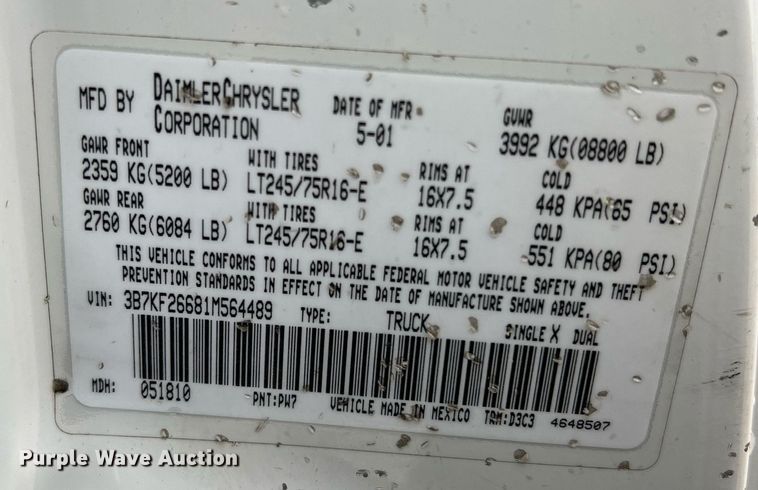 MFD BY DAIMLERCHRYSLER CORPORATION DATE OF MFR 5-01 GVWR 3992 KG(08800 LB)
GAWR FRONT WITH TIRES RIMS AT COLD
2359 KG(5200 LB) LT245/75R16-E 16X7.5 448 KPA(65 PSI)
GAWR REAR WITH TIRES RIMS AT COLD
2760 KG(6084 LB) LT245/75R16-E 16X7.5 551 KPA(80 PSI)
THIS VEHICLE CONFORMS TO ALL APPLICABLE FEDERAL MOTOR VEHICLE SAFETY AND THEFT
PREVENTION STANDARDS IN EFFECT ON THE DATE OF MANUFACTURE SHOWN ABOVE.
VIN: 3B7KF26681M564489 TYPE: TRUCK SINGLE X DUAL
MDH: 051810 PNT:PW7 VEHICLE MADE IN MEXICO TRM:D3C3 4648507
Purple Wave Auction